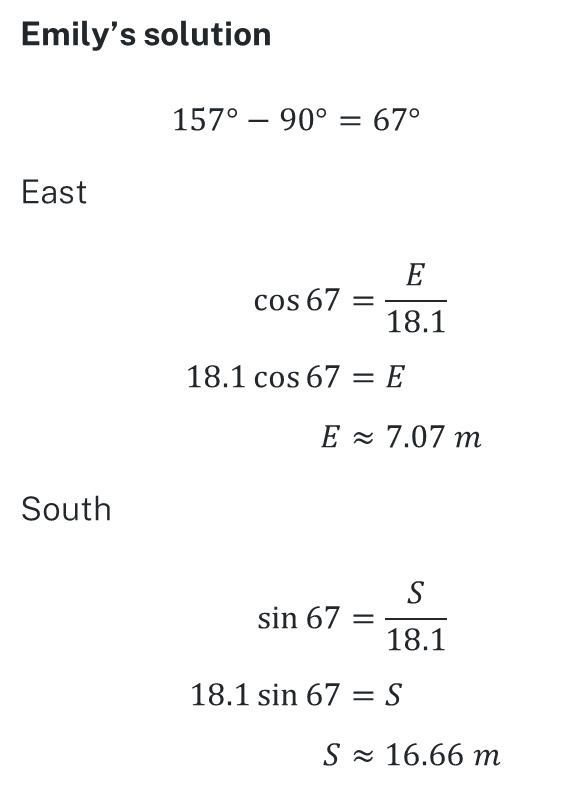 Emily’s solution
157° − 90° = 67°
East
cos 67 = E/18.1
18.1 cos 67 = E
E ≈ 7.07 m
South
sin 67 = S/18.1
18.1 sin 67 = S
S ≈ 16.66 m